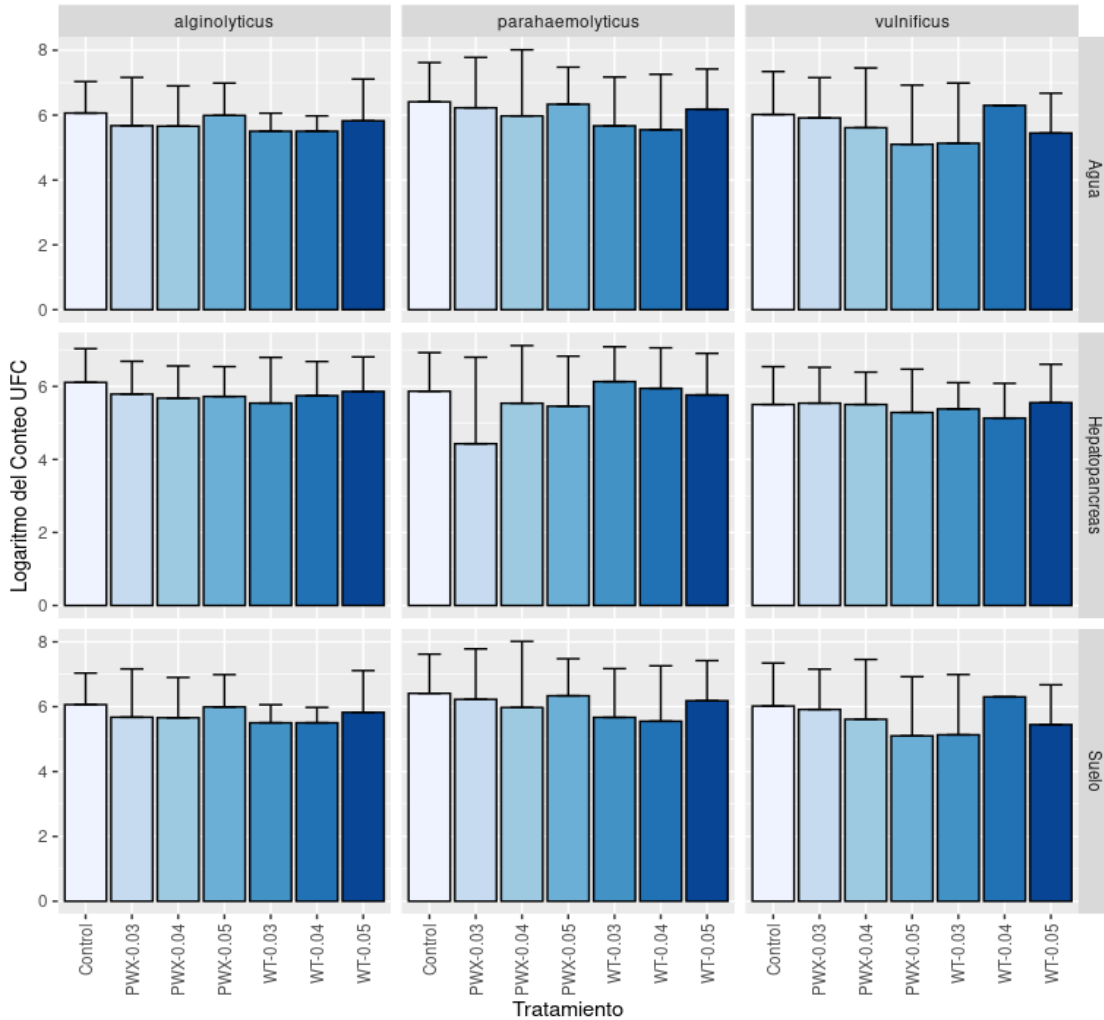 alginolyticus
parahaemolyticus
vulnificus
Logaritmo del Conteo UFC
8
6
4
2
0
Agua
6
4
2
0
Hepatopancreas
8
6
4
2
0
Suelo
Control
PWX-0.03
PWX-0.04
PWX-0.05
WT-0.03
WT-0.04
WT-0.05
Control
PWX-0.03
PWX-0.04
PWX-0.05
WT-0.03
WT-0.04
WT-0.05
Control
PWX-0.03
PWX-0.04
PWX-0.05
WT-0.03
WT-0.04
WT-0.05
Tratamiento